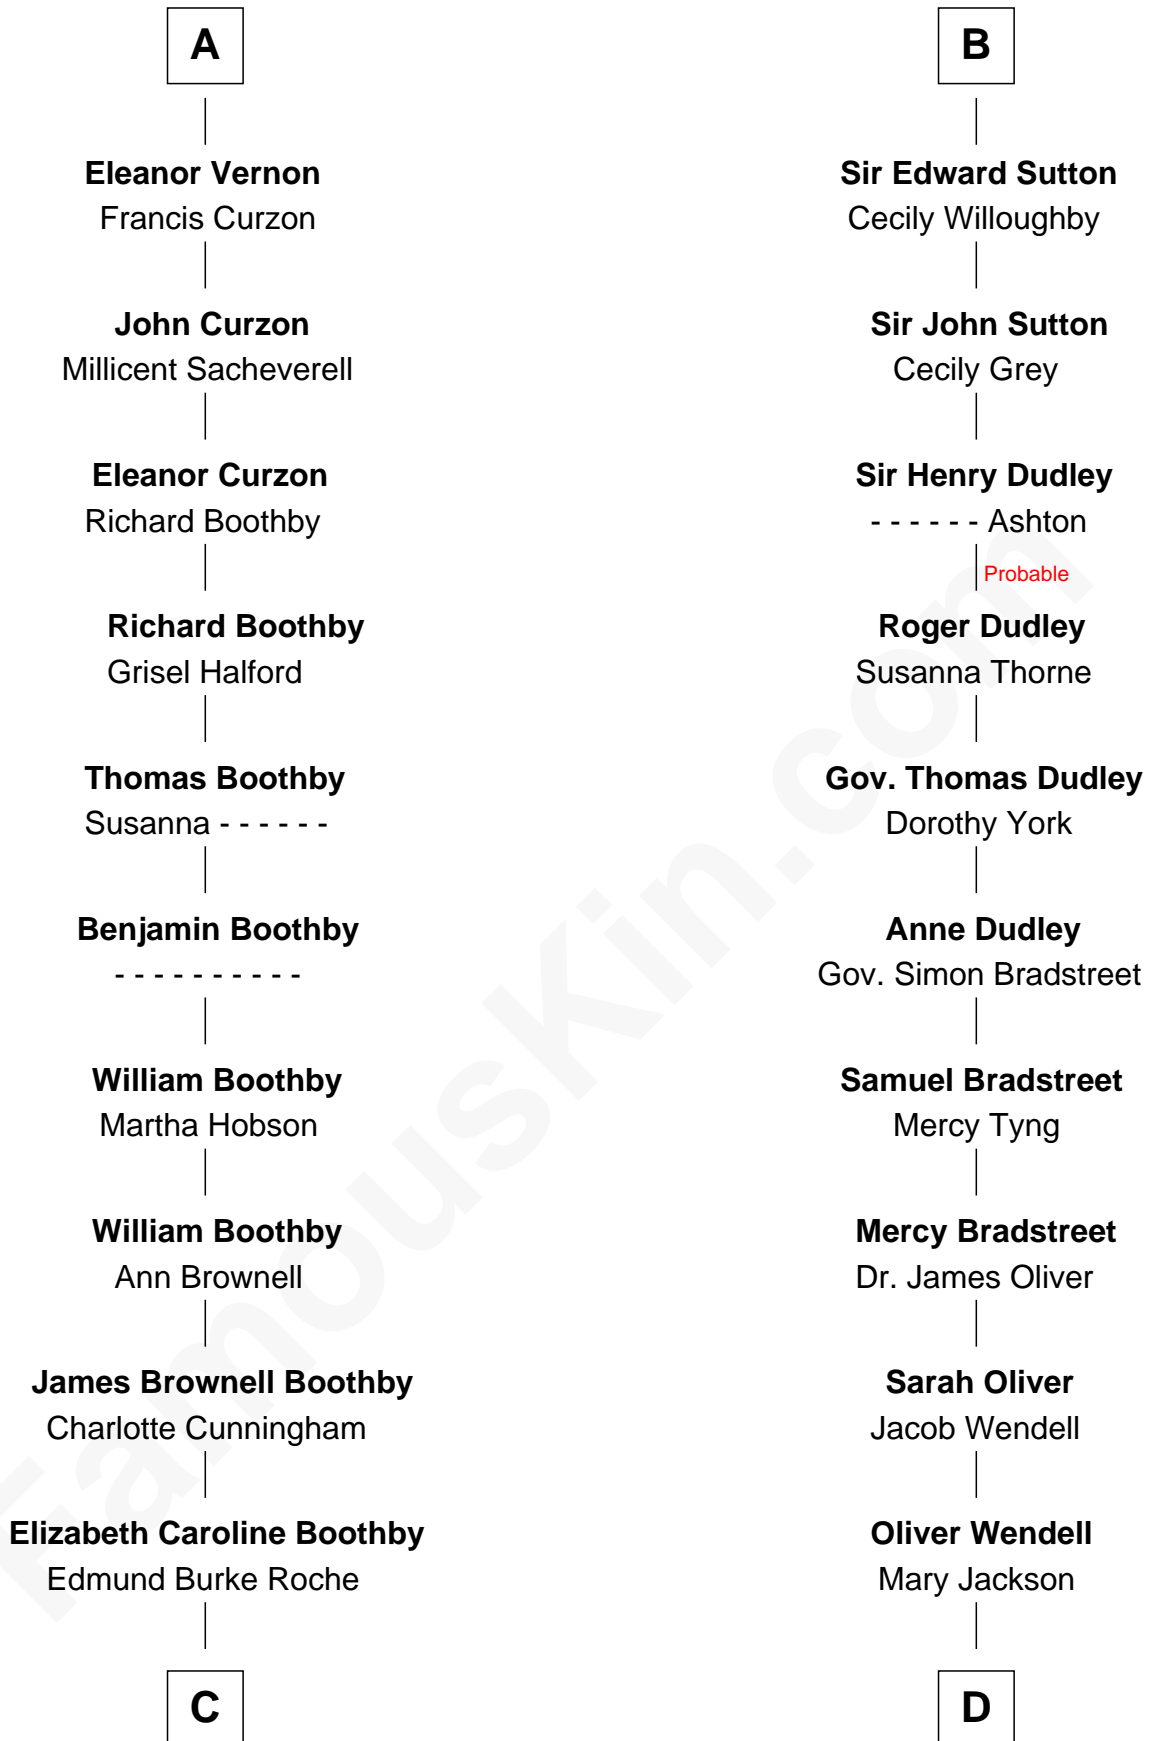 A
Eleanor Vernon
Francis Curzon
John Curzon
Millicent Sacheverell
Eleanor Curzon
Richard Boothby
Richard Boothby
Grisel Halford
Thomas Boothby
Susanna - - - - - -
Benjamin Boothby
- - - - - - - - - -
William Boothby
Martha Hobson
William Boothby
Ann Brownell
James Brownell Boothby
Charlotte Cunningham
Elizabeth Caroline Boothby
Edmund Burke Roche
C
B
Sir Edward Sutton
Cecily Willoughby
Sir John Sutton
Cecily Grey
Sir Henry Dudley
- - - - - - Ashton
Probable
Roger Dudley
Susanna Thorne
Gov. Thomas Dudley
Dorothy York
Anne Dudley
Gov. Simon Bradstreet
Samuel Bradstreet
Mercy Tyng
Mercy Bradstreet
Dr. James Oliver
Sarah Oliver
Jacob Wendell
Oliver Wendell
Mary Jackson
D
FamousKin.com